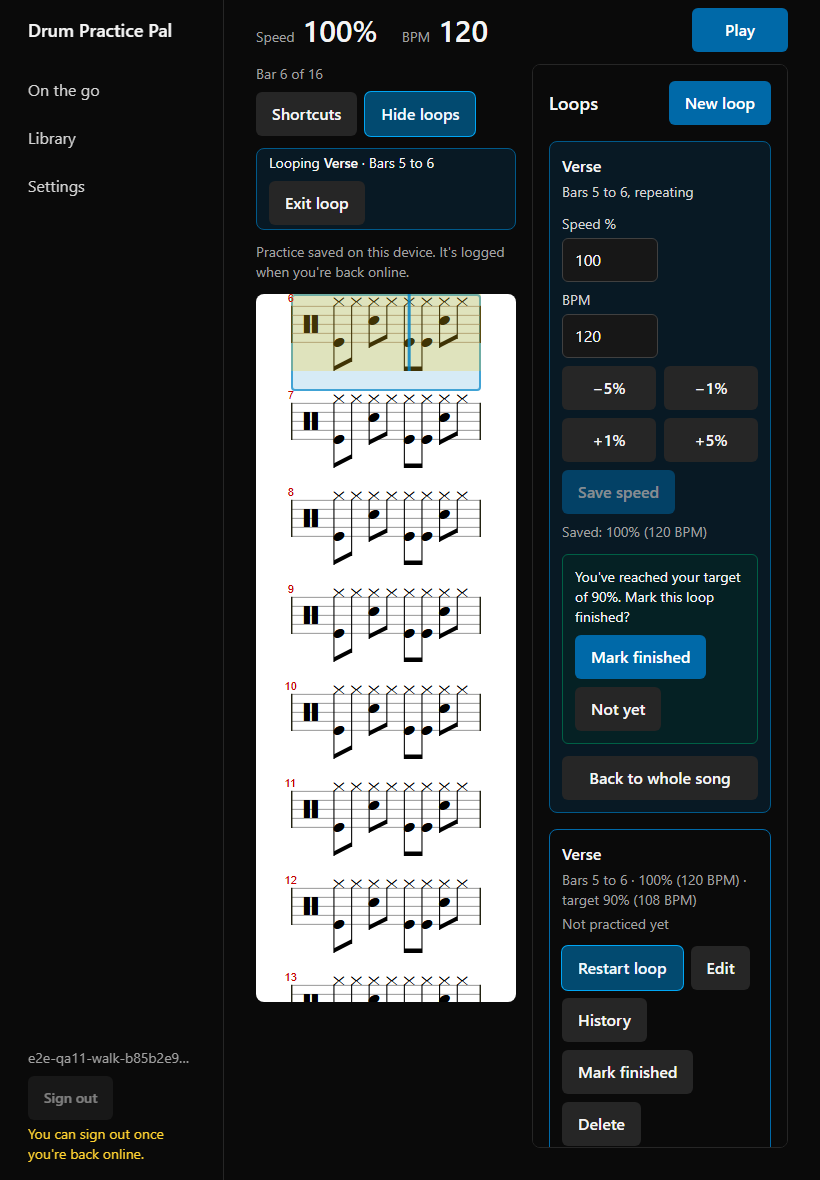 Drum Practice Pal
On the go
Library
Settings
e2e-qa11-walk-b85b2e9...
Sign out
You can sign out once
you're back online.
Speed 100% BPM 120
Play
Bar 6 of 16
Shortcuts
Hide loops
Looping Verse · Bars 5 to 6
Exit loop
Practice saved on this device. It's logged
when you're back online.
6
7
8
9
10
11
12
13
Loops
New loop
Verse
Bars 5 to 6, repeating
Speed %
100
BPM
120
−5%
−1%
+1%
+5%
Save speed
Saved: 100% (120 BPM)
You've reached your target
of 90%. Mark this loop
finished?
Mark finished
Not yet
Back to whole song
Verse
Bars 5 to 6 · 100% (120 BPM) ·
target 90% (108 BPM)
Not practiced yet
Restart loop
Edit
History
Mark finished
Delete